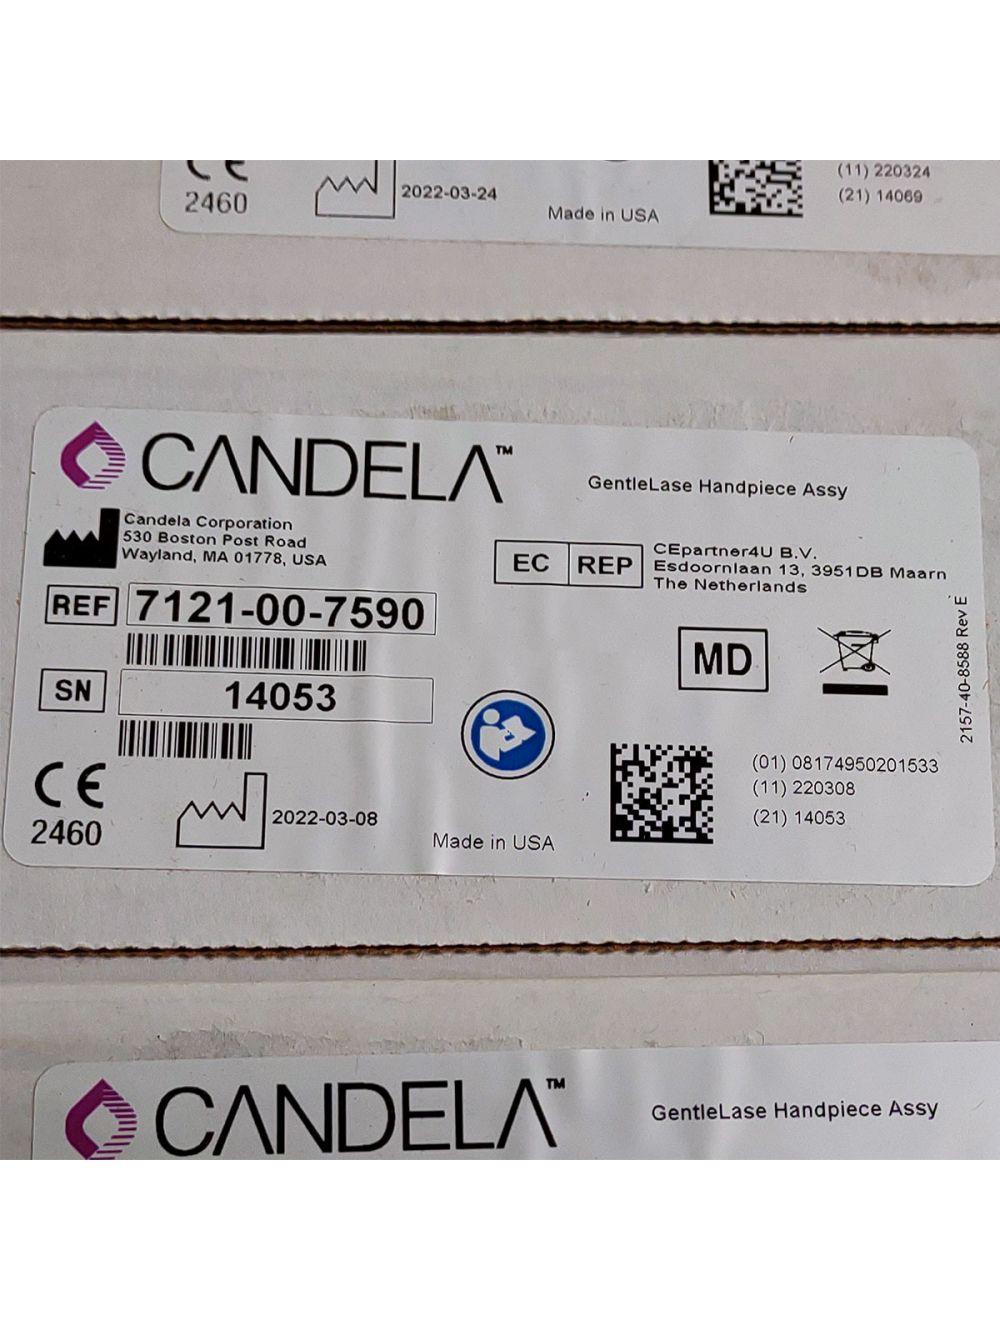 CE
2460
2022-03-24
Made in USA
(11) 220324
(21) 14069
CANDELA™
GentleLase Handpiece Assy
Candela Corporation
530 Boston Post Road
Wayland, MA 01778, USA
EC REP
CEpartner4U B.V.
Esdoornlaan 13, 3951DB Maarn
The Netherlands
REF 7121-00-7590
MD
2157-40-8588 Rev E
SN 14053
CE
2460
2022-03-08
Made in USA
(01) 08174950201533
(11) 220308
(21) 14053
CANDELA™
GentleLase Handpiece Assy